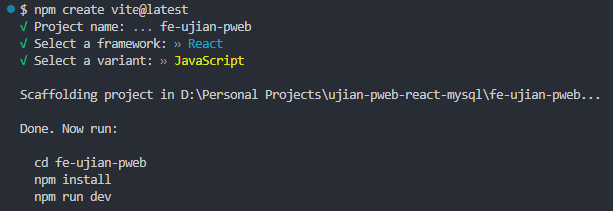 $ npm create vite@latest
√ Project name: ... fe-ujian-pweb
√ Select a framework: » React
√ Select a variant: » JavaScript
Scaffolding project in D:\Personal Projects\ujian-pweb-react-mysql\fe-ujian-pweb...
Done. Now run:
cd fe-ujian-pweb
npm install
npm run dev